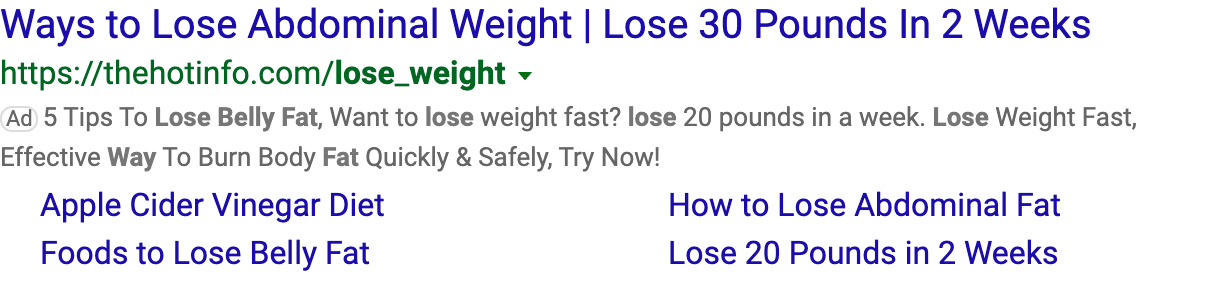 Ways to Lose Abdominal Weight | Lose 30 Pounds In 2 Weeks
https://thehotinfo.com/lose_weight
Ad 5 Tips To Lose Belly Fat, Want to lose weight fast? lose 20 pounds in a week. Lose Weight Fast,
Effective Way To Burn Body Fat Quickly & Safely, Try Now!
Apple Cider Vinegar Diet
How to Lose Abdominal Fat
Foods to Lose Belly Fat
Lose 20 Pounds in 2 Weeks